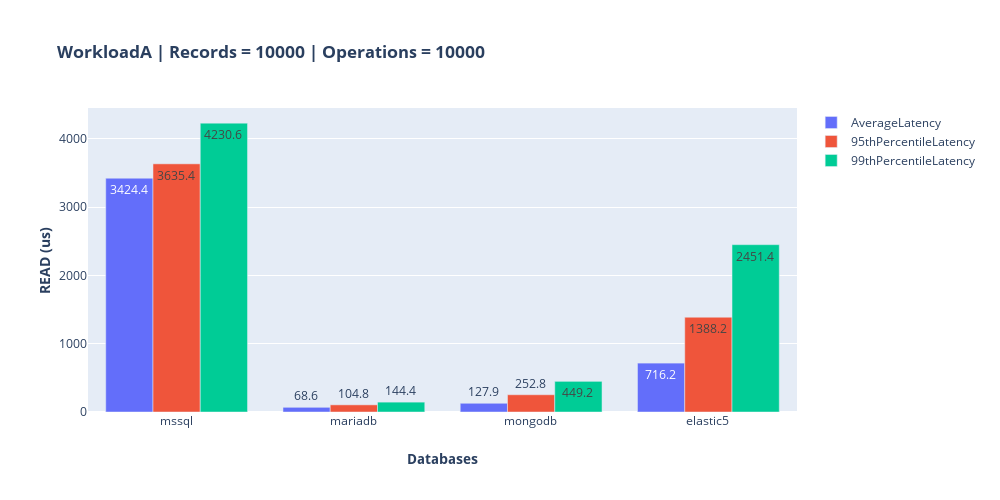 WorkloadA | Records = 10000 | Operations = 10000
AverageLatency
95thPercentileLatency
99thPercentileLatency
READ (us)
4000
3000
2000
1000
0
3424.4
3635.4
4230.6
68.6
104.8
144.4
127.9
252.8
449.2
716.2
1388.2
2451.4
mssql
mariadb
mongodb
elastic5
Databases